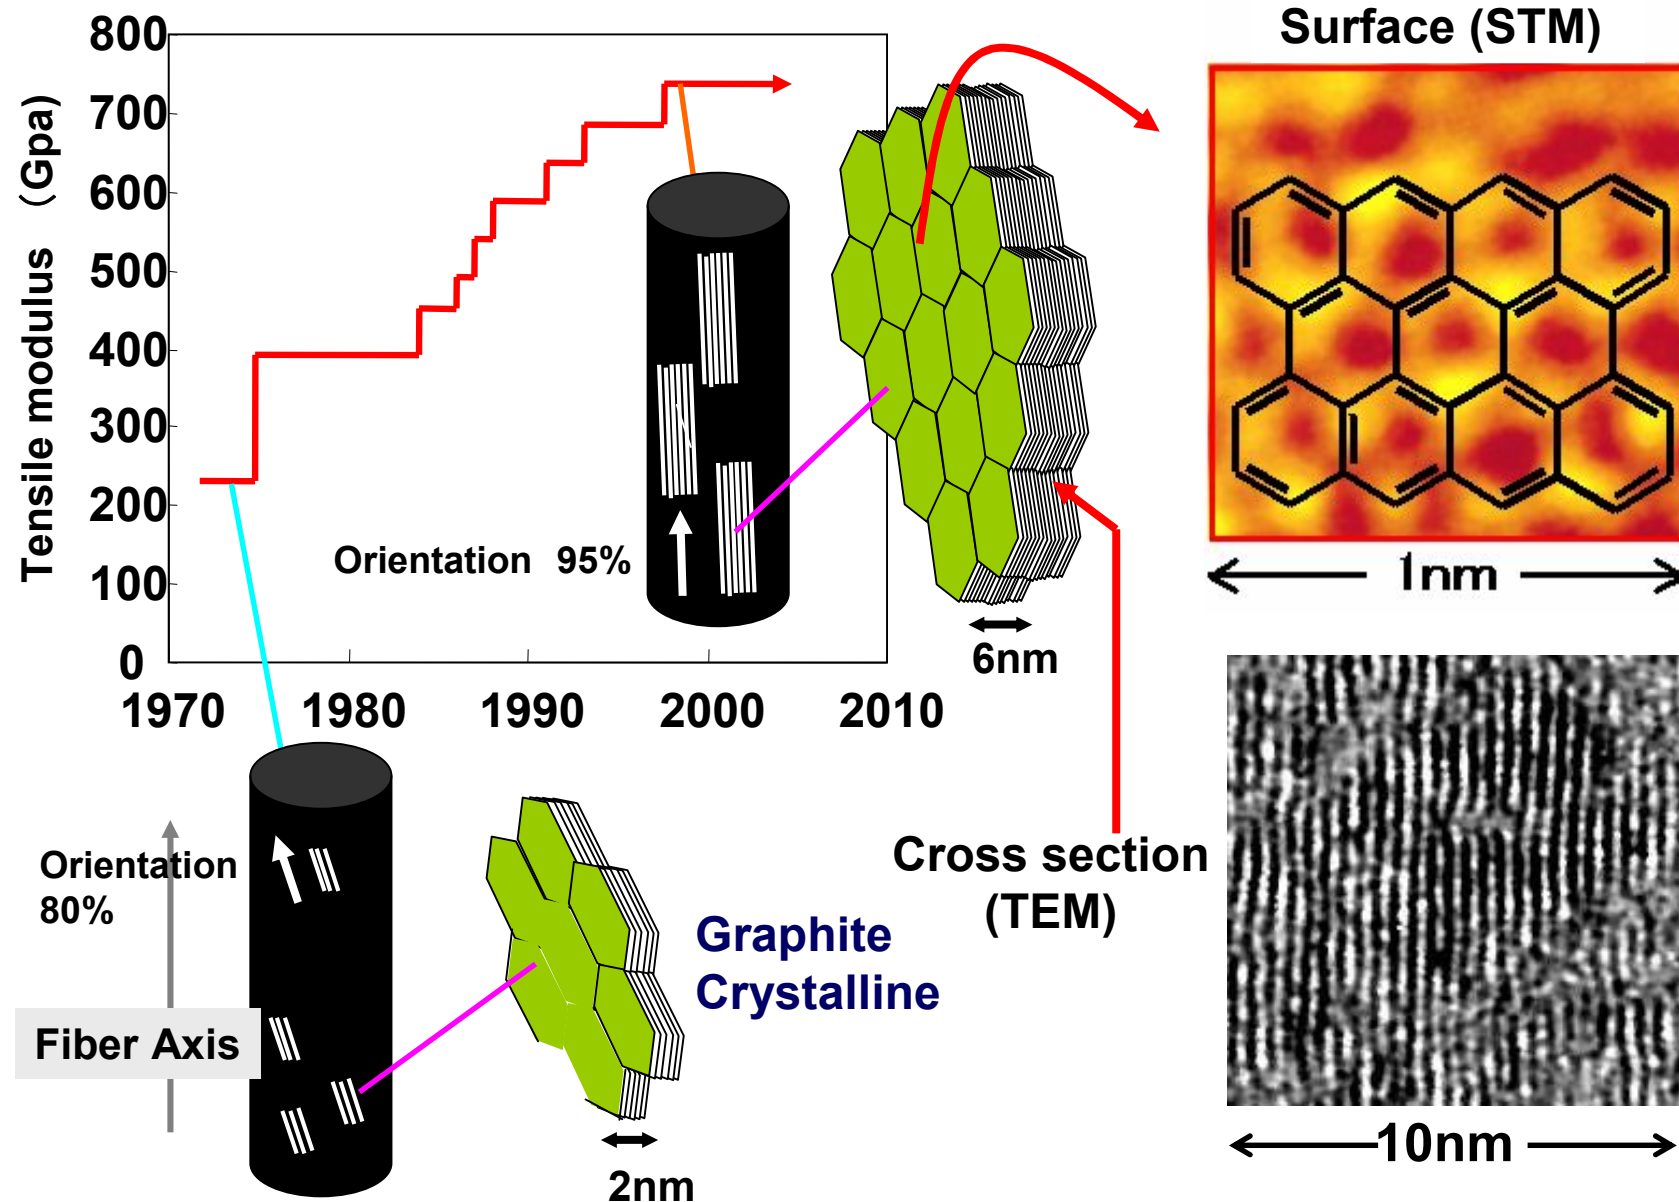 Surface (STM)
800
700
600
500
400
300
200
100
0
Tensile modulus (Gpa)
1970 1980 1990 2000 2010
Orientation 95%
6nm
1nm
Orientation
80%
Fiber Axis
Graphite
Crystalline
2nm
Cross section
(TEM)
10nm